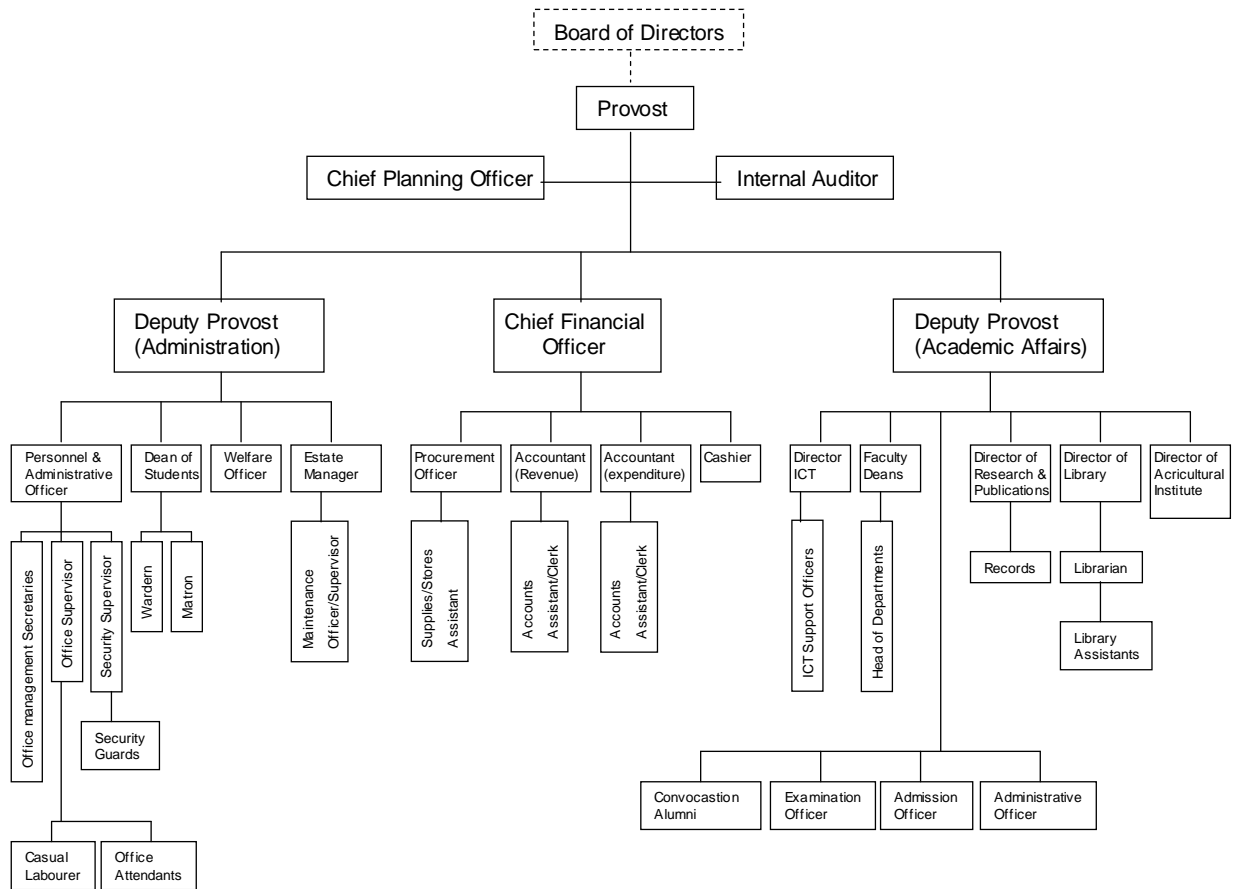 Board of Directors
Provost
Chief Planning Officer
Internal Auditor
Deputy Provost
(Administration)
Chief Financial
Officer
Deputy Provost
(Academic Affairs)
Personnel &
Administrative
Officer
Dean of
Students
Welfare
Officer
Estate
Manager
Procurement
Officer
Accountant
(Revenue)
Accountant
(expenditure)
Cashier
Director
ICT
Faculty
Deans
Director of
Research &
Publications
Director of
Library
Director of
Acricultural
Institute
Office management Secretaries
Office Supervisor
Security Supervisor
Wardern
Matron
Maintenance
Officer/Supervisor
Supplies/Stores
Assistant
Accounts
Assistant/Clerk
Accounts
Assistant/Clerk
ICT Support Officers
Head of Departments
Records
Librarian
Library
Assistants
Security
Guards
Convocastion
Alumni
Examination
Officer
Admission
Officer
Administrative
Officer
Casual
Labourer
Office
Attendants